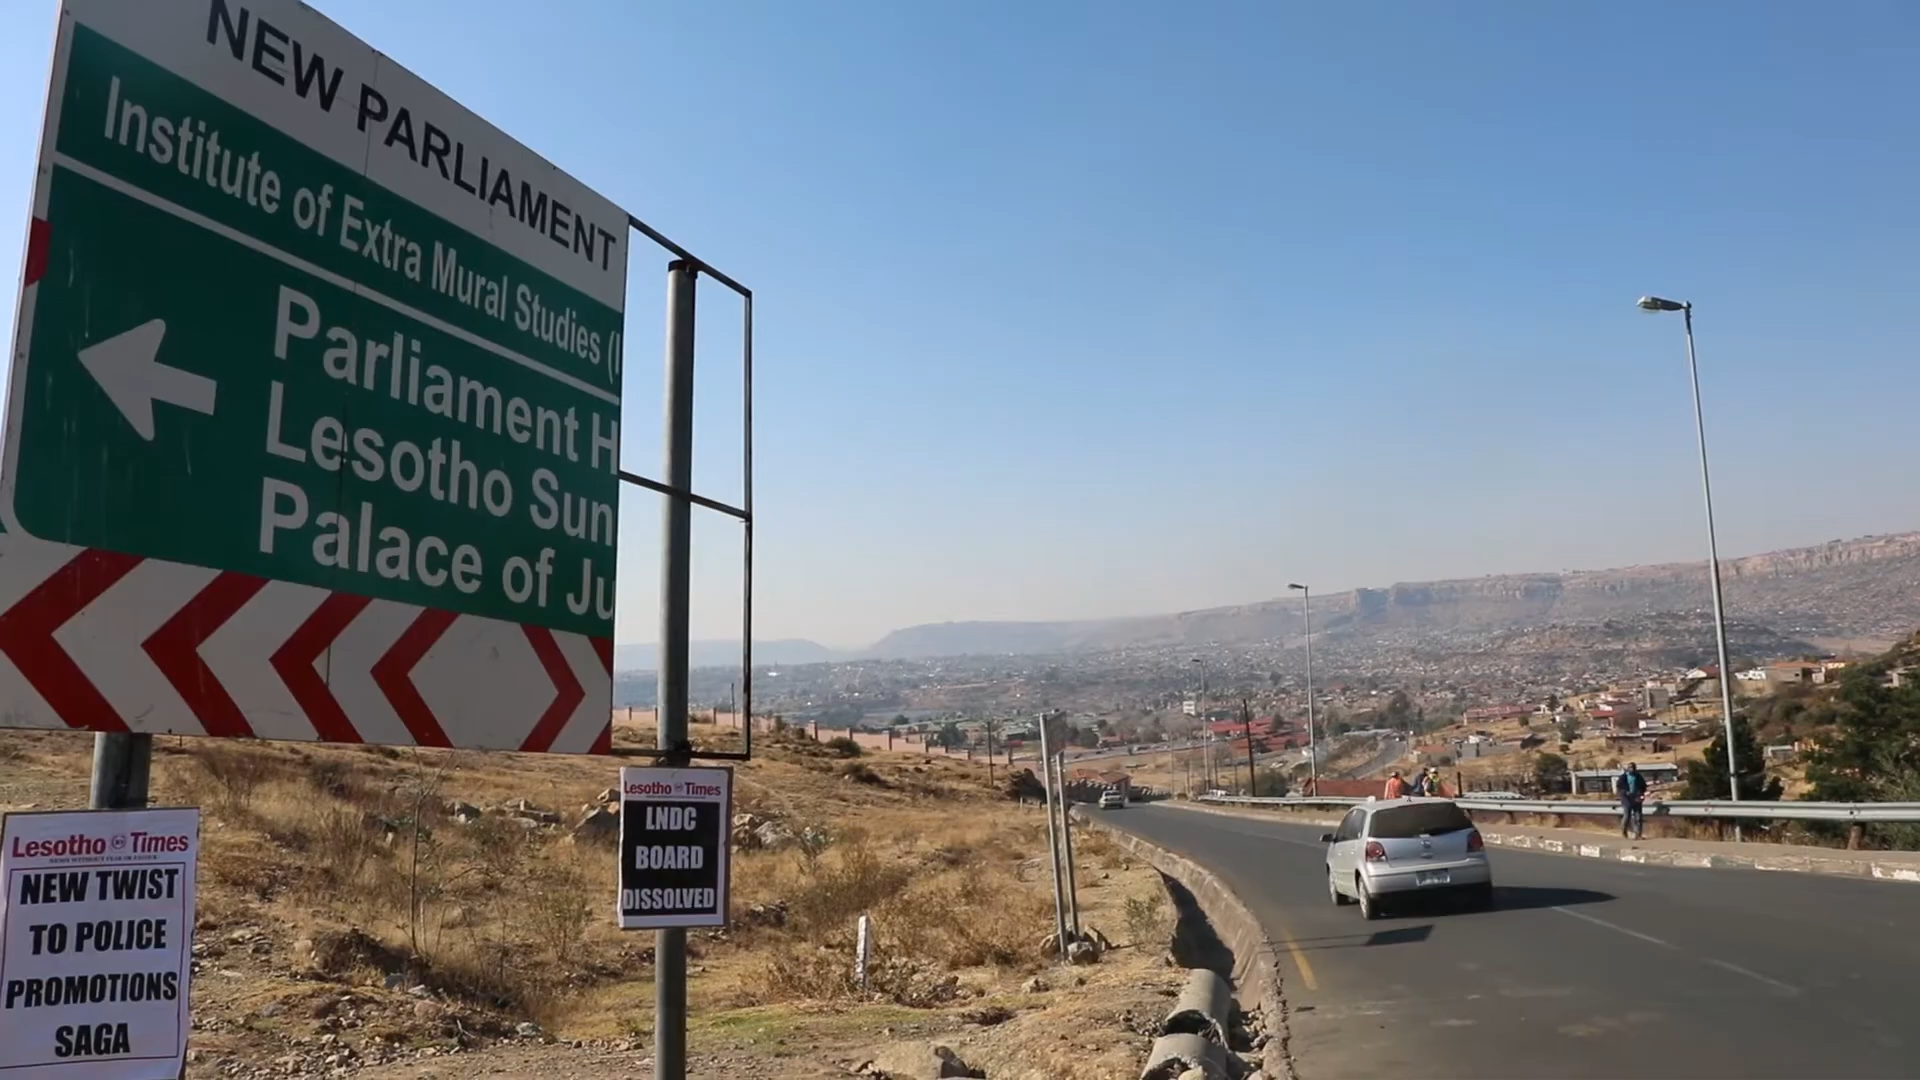 NEW PARLIAMENT
Institute of Extra Mural Studies (
Parliament H
Lesotho Sun
Palace of Ju
Lesotho Times
NEW TWIST
TO POLICE
PROMOTIONS
SAGA
Lesotho Times
LNDC
BOARD
DISSOLVED